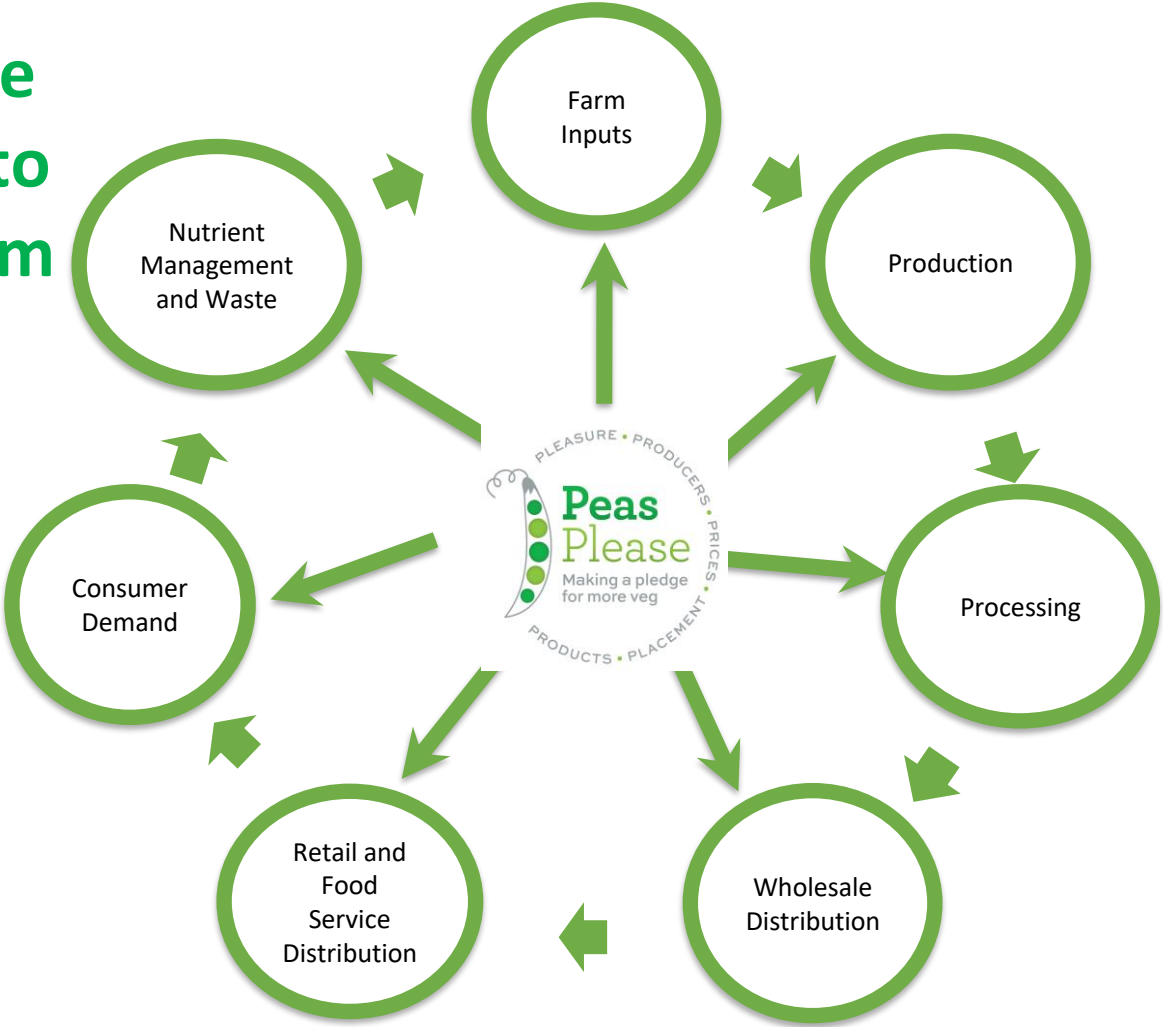 e
to
m
Farm
Inputs
Production
Processing
Wholesale
Distribution
Retail and
Food
Service
Distribution
Consumer
Demand
Nutrient
Management
and Waste
PLEASURE • PRODUCERS • PRICES • PLACEMENT • PRODUCTS
Peas
Please
Making a pledge
for more veg